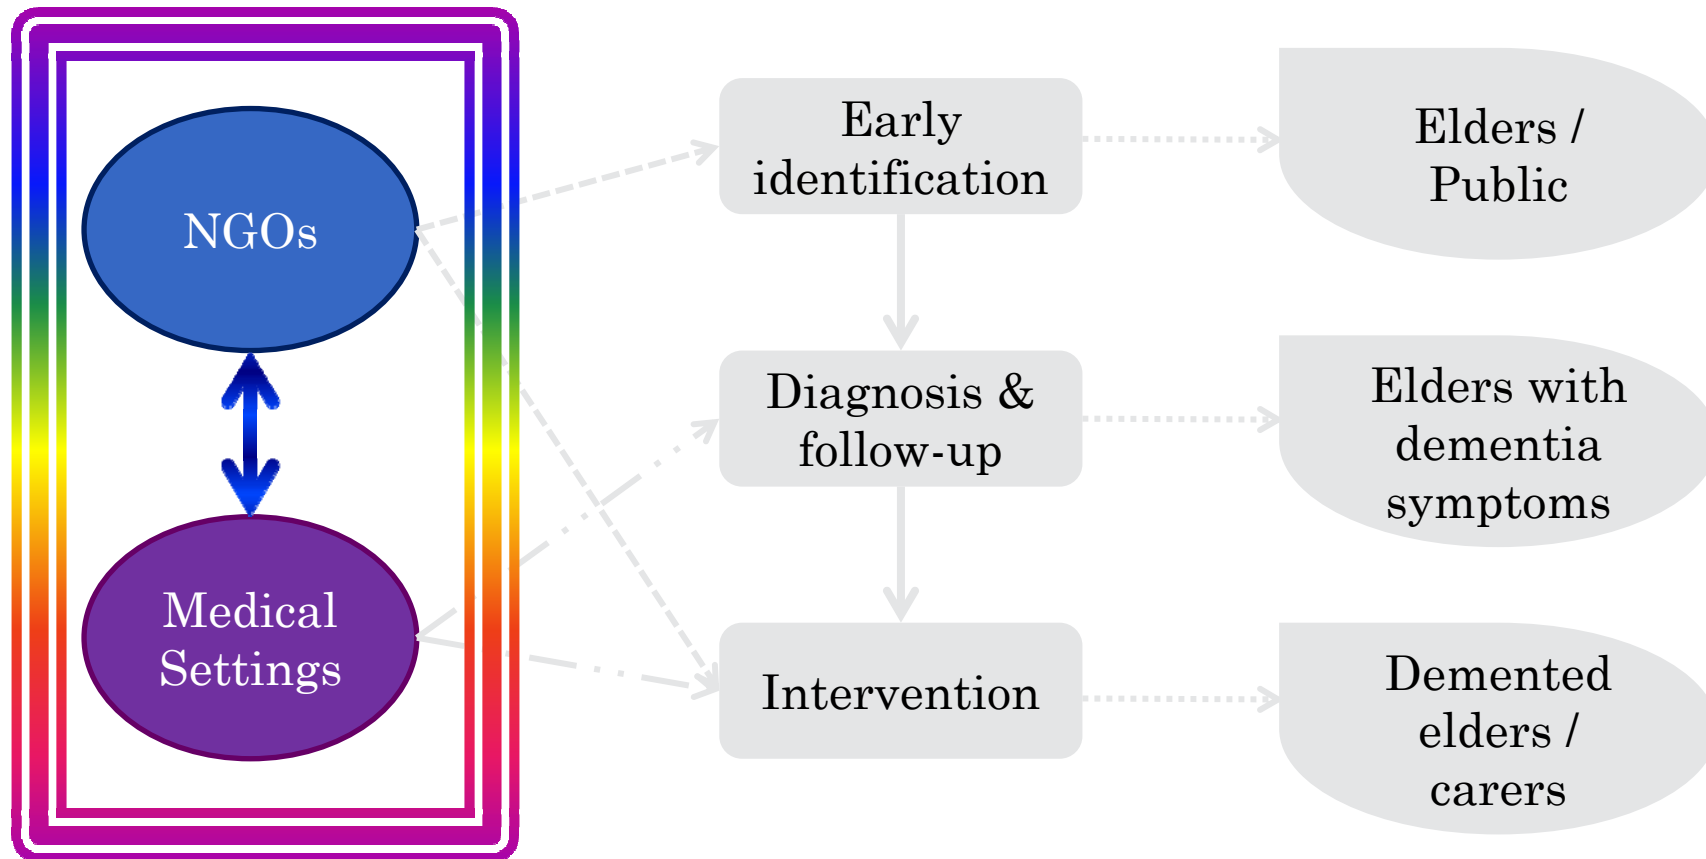 NGOs
Medical
Settings
Early
identification
Diagnosis &
follow-up
Intervention
Elders /
Public
Elders with
dementia
symptoms
Demented
elders /
carers